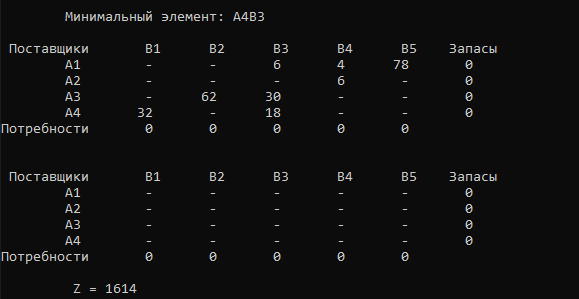 Минимальный элемент: A4B3
Поставщики B1 B2 B3 B4 B5 Запасы
A1 - - 6 4 78 0
A2 - - - 6 - 0
A3 - 62 30 - - 0
A4 32 - 18 - - 0
Потребности 0 0 0 0 0
Поставщики B1 B2 B3 B4 B5 Запасы
A1 - - - - - 0
A2 - - - - - 0
A3 - - - - - 0
A4 - - - - - 0
Потребности 0 0 0 0 0
Z = 1614